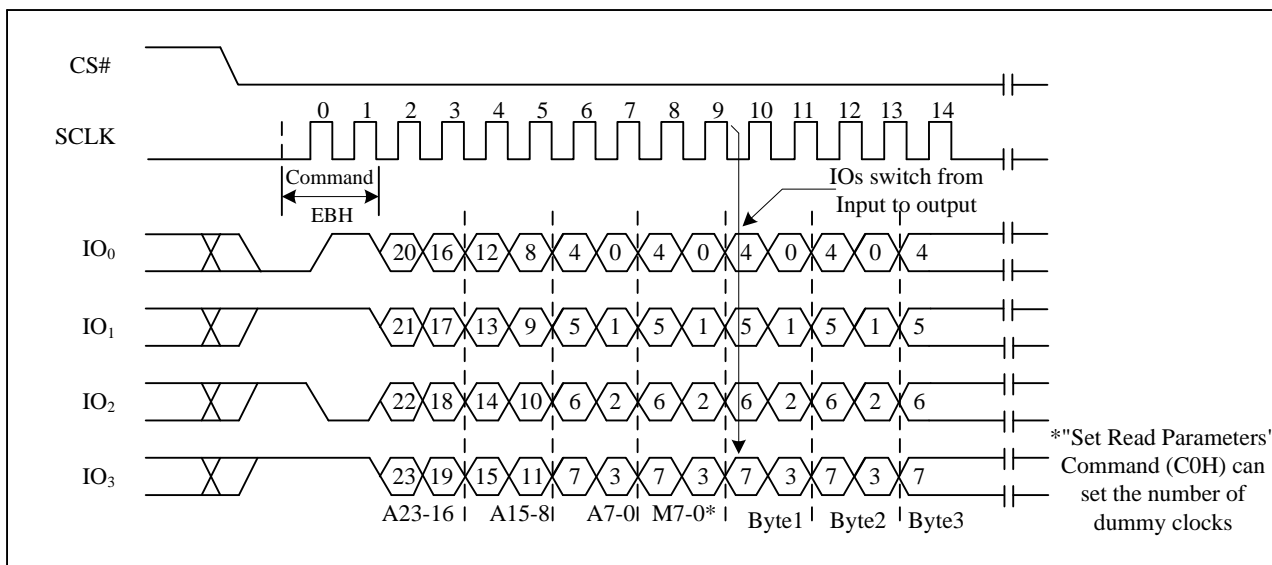 CS#
0 1 2 3 4 5 6 7 8 9 10 11 12 13 14
SCLK
Command
EBH
IOs switch from
Input to output
IO0 20 16 12 8 4 0 4 0 4 0 4 0 4
IO1 21 17 13 9 5 1 5 1 5 1 5 1 5
IO2 22 18 14 10 6 2 6 2 6 2 6 2 6
IO3 23 19 15 11 7 3 7 3 7 3 7 3 7
A23-16 A15-8 A7-0 M7-0* Byte1 Byte2 Byte3
*"Set Read Parameters"
Command (C0H) can
set the number of
dummy clocks